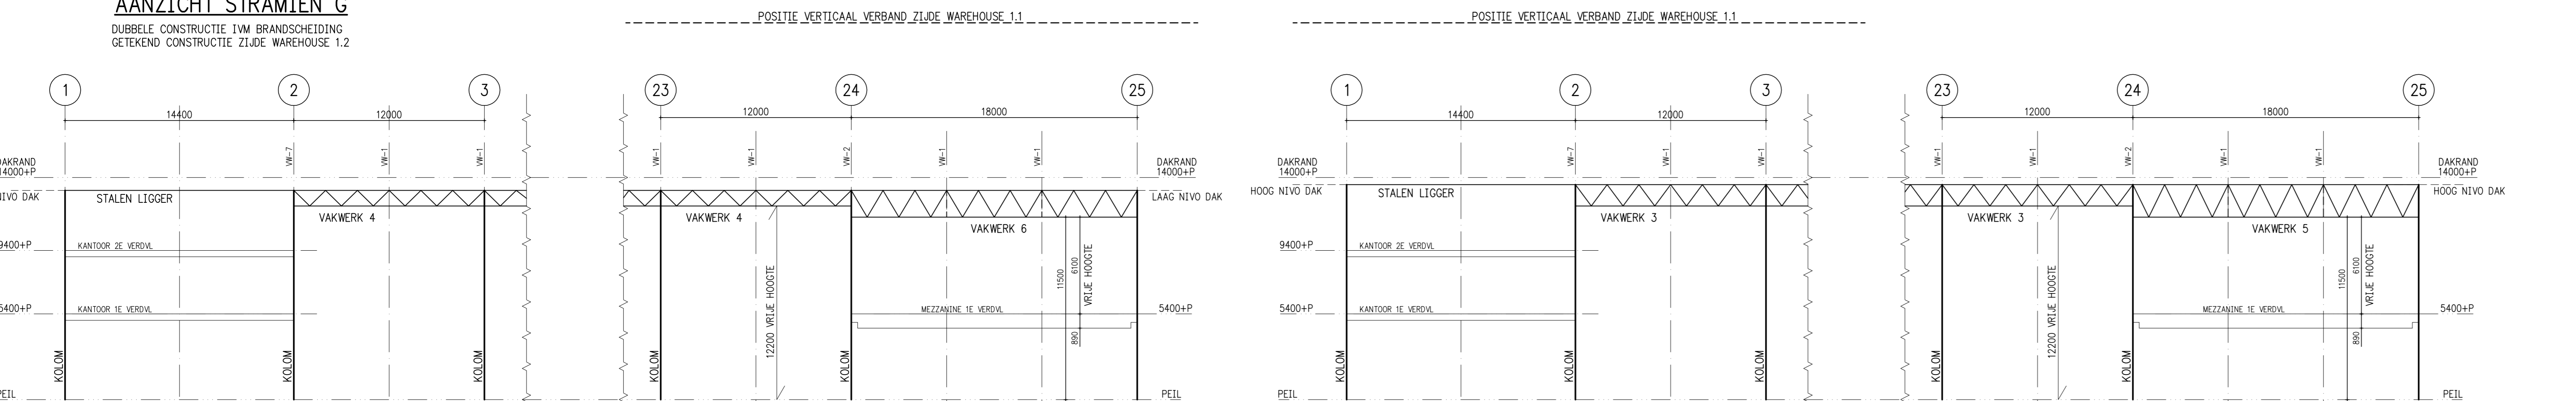 AANZICHT STRAMIEN G
DUBBELE CONSTRUCTIE IVM BRANDSCHEIDING
GETEKEND CONSTRUCTIE ZIJDE WAREHOUSE 1.2
POSITIE VERTICAAL VERBAND ZIJDE WAREHOUSE 1.1
POSITIE VERTICAAL VERBAND ZIJDE WAREHOUSE 1.1
1 2 3 23 24 25
14400 12000 12000 18000
VW-7 VW-1 VW-1 VW-1 VW-1 VW-2 VW-1 VW-1
DAKRAND
14000+P
NIVO DAK
STALEN LIGGER
VAKWERK 4
VAKWERK 4
VAKWERK 6
DAKRAND
14000+P
LAAG NIVO DAK
9400+P
KANTOOR 2E VERDVL
5400+P
KANTOOR 1E VERDVL
12200 VRIJE HOOGTE
11500
6100
VRIJE HOOGTE
MEZZANINE 1E VERDVL
5400+P
890
KOLOM KOLOM KOLOM KOLOM KOLOM
PEIL
PEIL
1 2 3 23 24 25
14400 12000 12000 18000
VW-7 VW-1 VW-1 VW-1 VW-1 VW-2 VW-1 VW-1
DAKRAND
14000+P
HOOG NIVO DAK
STALEN LIGGER
VAKWERK 3
VAKWERK 3
VAKWERK 5
DAKRAND
14000+P
HOOG NIVO DAK
9400+P
KANTOOR 2E VERDVL
5400+P
KANTOOR 1E VERDVL
12200 VRIJE HOOGTE
11500
6100
VRIJE HOOGTE
MEZZANINE 1E VERDVL
5400+P
890
KOLOM KOLOM KOLOM KOLOM KOLOM
PEIL
PEIL